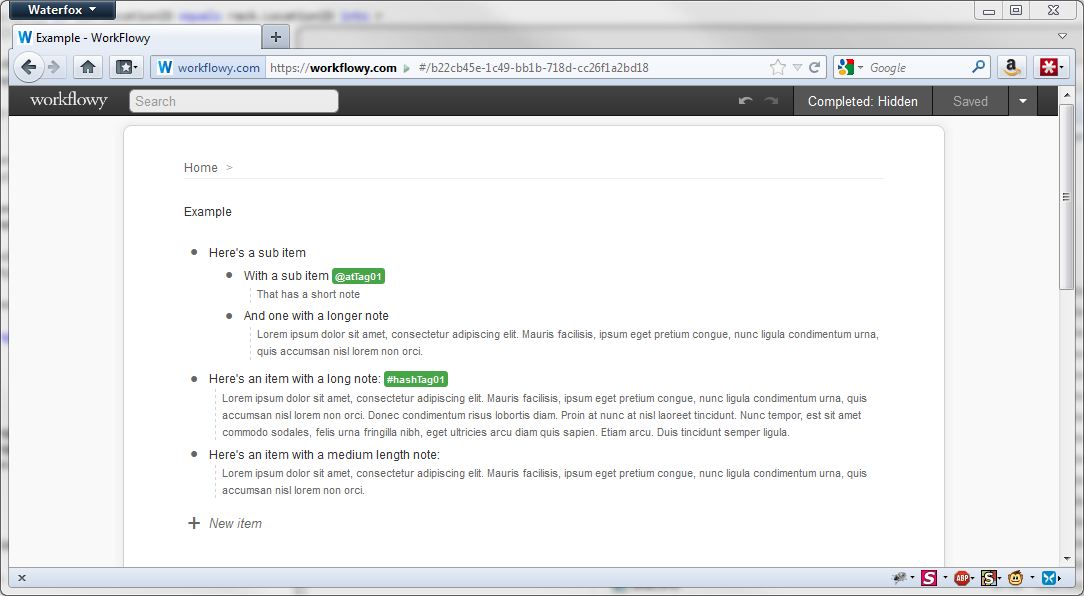 Waterfox
Example - WorkFlowy
workflowy.com https://workflowy.com #/b22cb45e-1c49-bb1b-718d-cc26f1a2bd18
Google
workflowy Search Completed: Hidden Saved
Home >
Example
Here's a sub item
With a sub item @atTag01
That has a short note
And one with a longer note
Lorem ipsum dolor sit amet, consectetur adipiscing elit. Mauris facilisis, ipsum eget pretium congue, nunc ligula condimentum urna,
quis accumsan nisl lorem non orci.
Here's an item with a long note: #hashTag01
Lorem ipsum dolor sit amet, consectetur adipiscing elit. Mauris facilisis, ipsum eget pretium congue, nunc ligula condimentum urna, quis
accumsan nisl lorem non orci. Donec condimentum risus lobortis diam. Proin at nunc at nisl laoreet tincidunt. Nunc tempor, est sit amet
commodo sodales, felis urna fringilla nibh, eget ultricies arcu diam quis sapien. Etiam arcu. Duis tincidunt semper ligula.
Here's an item with a medium length note:
Lorem ipsum dolor sit amet, consectetur adipiscing elit. Mauris facilisis, ipsum eget pretium congue, nunc ligula condimentum urna, quis
accumsan nisl lorem non orci.
+ New item
ABP